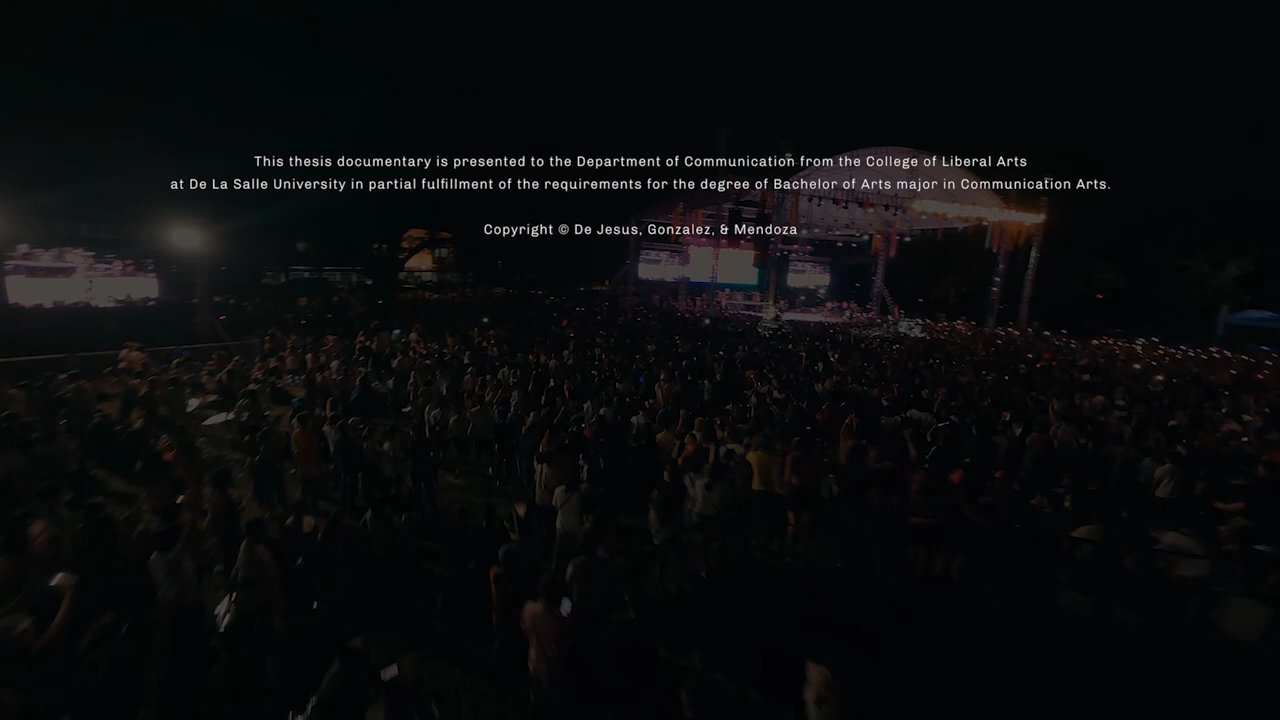 This thesis documentary is presented to the Department of Communication from the College of Liberal Arts
at De La Salle University in partial fulfillment of the requirements for the degree of Bachelor of Arts major in Communication Arts.
Copyright © De Jesus, Gonzalez, & Mendoza